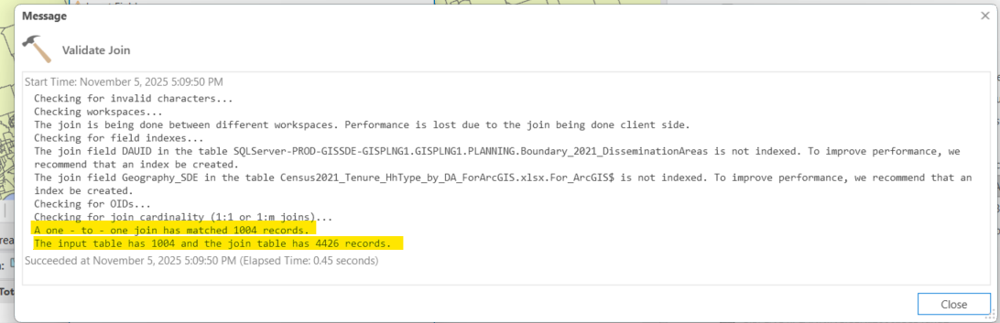 Message
Validate Join
Start Time: November 5, 2025 5:09:50 PM
Checking for invalid characters...
Checking workspaces...
The join is being done between different workspaces. Performance is lost due to the join being done client side.
Checking for field indexes...
The join field DAUID in the table SQLServer-PROD-GISSDE-GISPLNG1.GISPLNG1.PLANNING.Boundary_2021_DisseminationAreas is not indexed. To improve performance, we
recommend that an index be created.
The join field Geography_SDE in the table Census2021_Tenure_HhType_by_DA_ForArcGIS.xlsx.For_ArcGIS$ is not indexed. To improve performance, we recommend that an
index be created.
Checking for OIDs...
Checking for join cardinality (1:1 or 1:m joins)...
A one - to - one join has matched 1004 records.
The input table has 1004 and the join table has 4426 records.
Succeeded at November 5, 2025 5:09:50 PM (Elapsed Time: 0.45 seconds)
Tot
Close